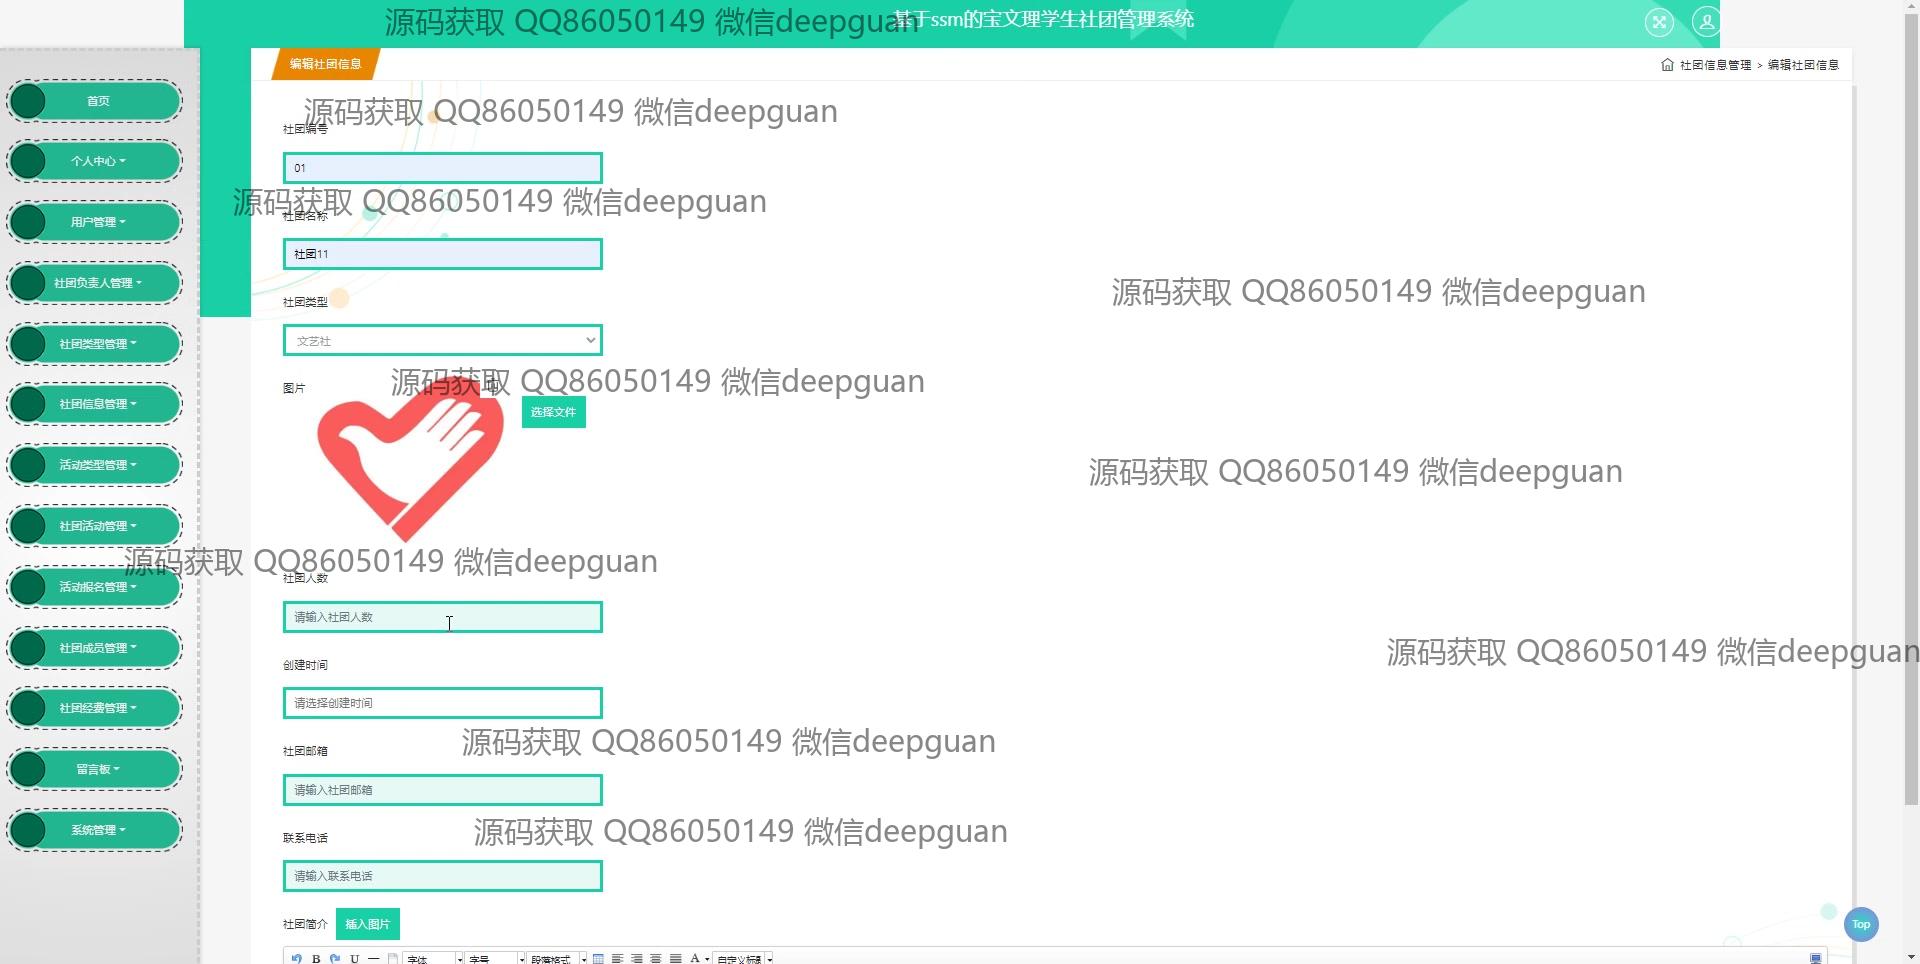 基于ssm的宝文理学生社团管理系统
源码获取 QQ86050149 微信deepguan
编辑社团信息
社团信息管理 > 编辑社团信息
首页
个人中心
用户管理
社团负责人管理
社团类型管理
社团信息管理
活动类型管理
社团活动管理
活动报名管理
社团成员管理
社团经费管理
留言板
系统管理
源码获取 QQ86050149 微信deepguan
社团编号
01
源码获取 QQ86050149 微信deepguan
社团名称
社团11
源码获取 QQ86050149 微信deepguan
社团类型
文艺社
源码获取 QQ86050149 微信deepguan
图片
选择文件
源码获取 QQ86050149 微信deepguan
源码获取 QQ86050149 微信deepguan
社团人数
请输入社团人数
源码获取 QQ86050149 微信deepguan
创建时间
请选择创建时间
源码获取 QQ86050149 微信deepguan
社团邮箱
请输入社团邮箱
源码获取 QQ86050149 微信deepguan
联系电话
请输入联系电话
社团简介
插入图片
Top
B U 字体 字号 段落格式 A 自定义标题